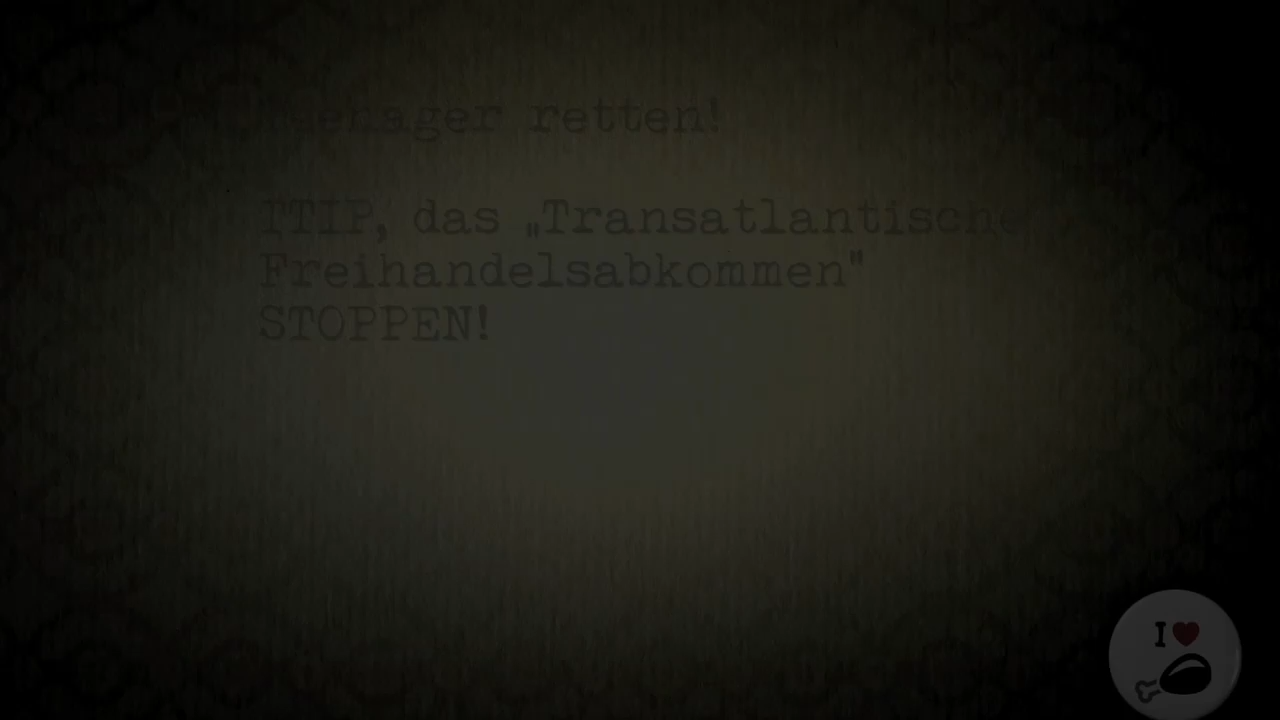 retten!
TTIP, das „Transatlantische
Freihandelsabkommen"
STOPPEN!
I